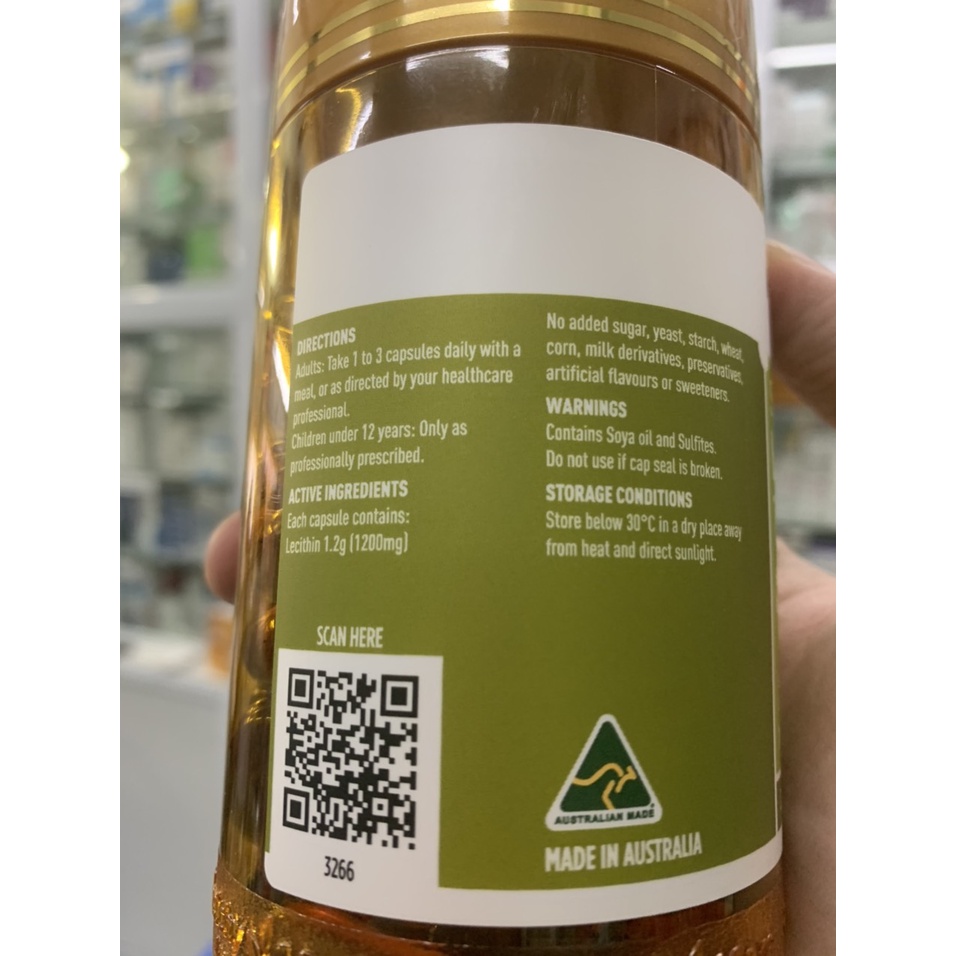 DIRECTIONS
Adults: Take 1 to 3 capsules daily with a
meal, or as directed by your healthcare
professional.
Children under 12 years: Only as
professionally prescribed.
ACTIVE INGREDIENTS
Each capsule contains:
Lecithin 1.2g (1200mg)
SCAN HERE
3266
No added sugar, yeast, starch, wheat,
corn, milk derivatives, preservatives,
artificial flavours or sweeteners.
WARNINGS
Contains Soya oil and Sulfites.
Do not use if cap seal is broken.
STORAGE CONDITIONS
Store below 30°C in a dry place away
from heat and direct sunlight.
AUSTRALIAN MADE
MADE IN AUSTRALIA